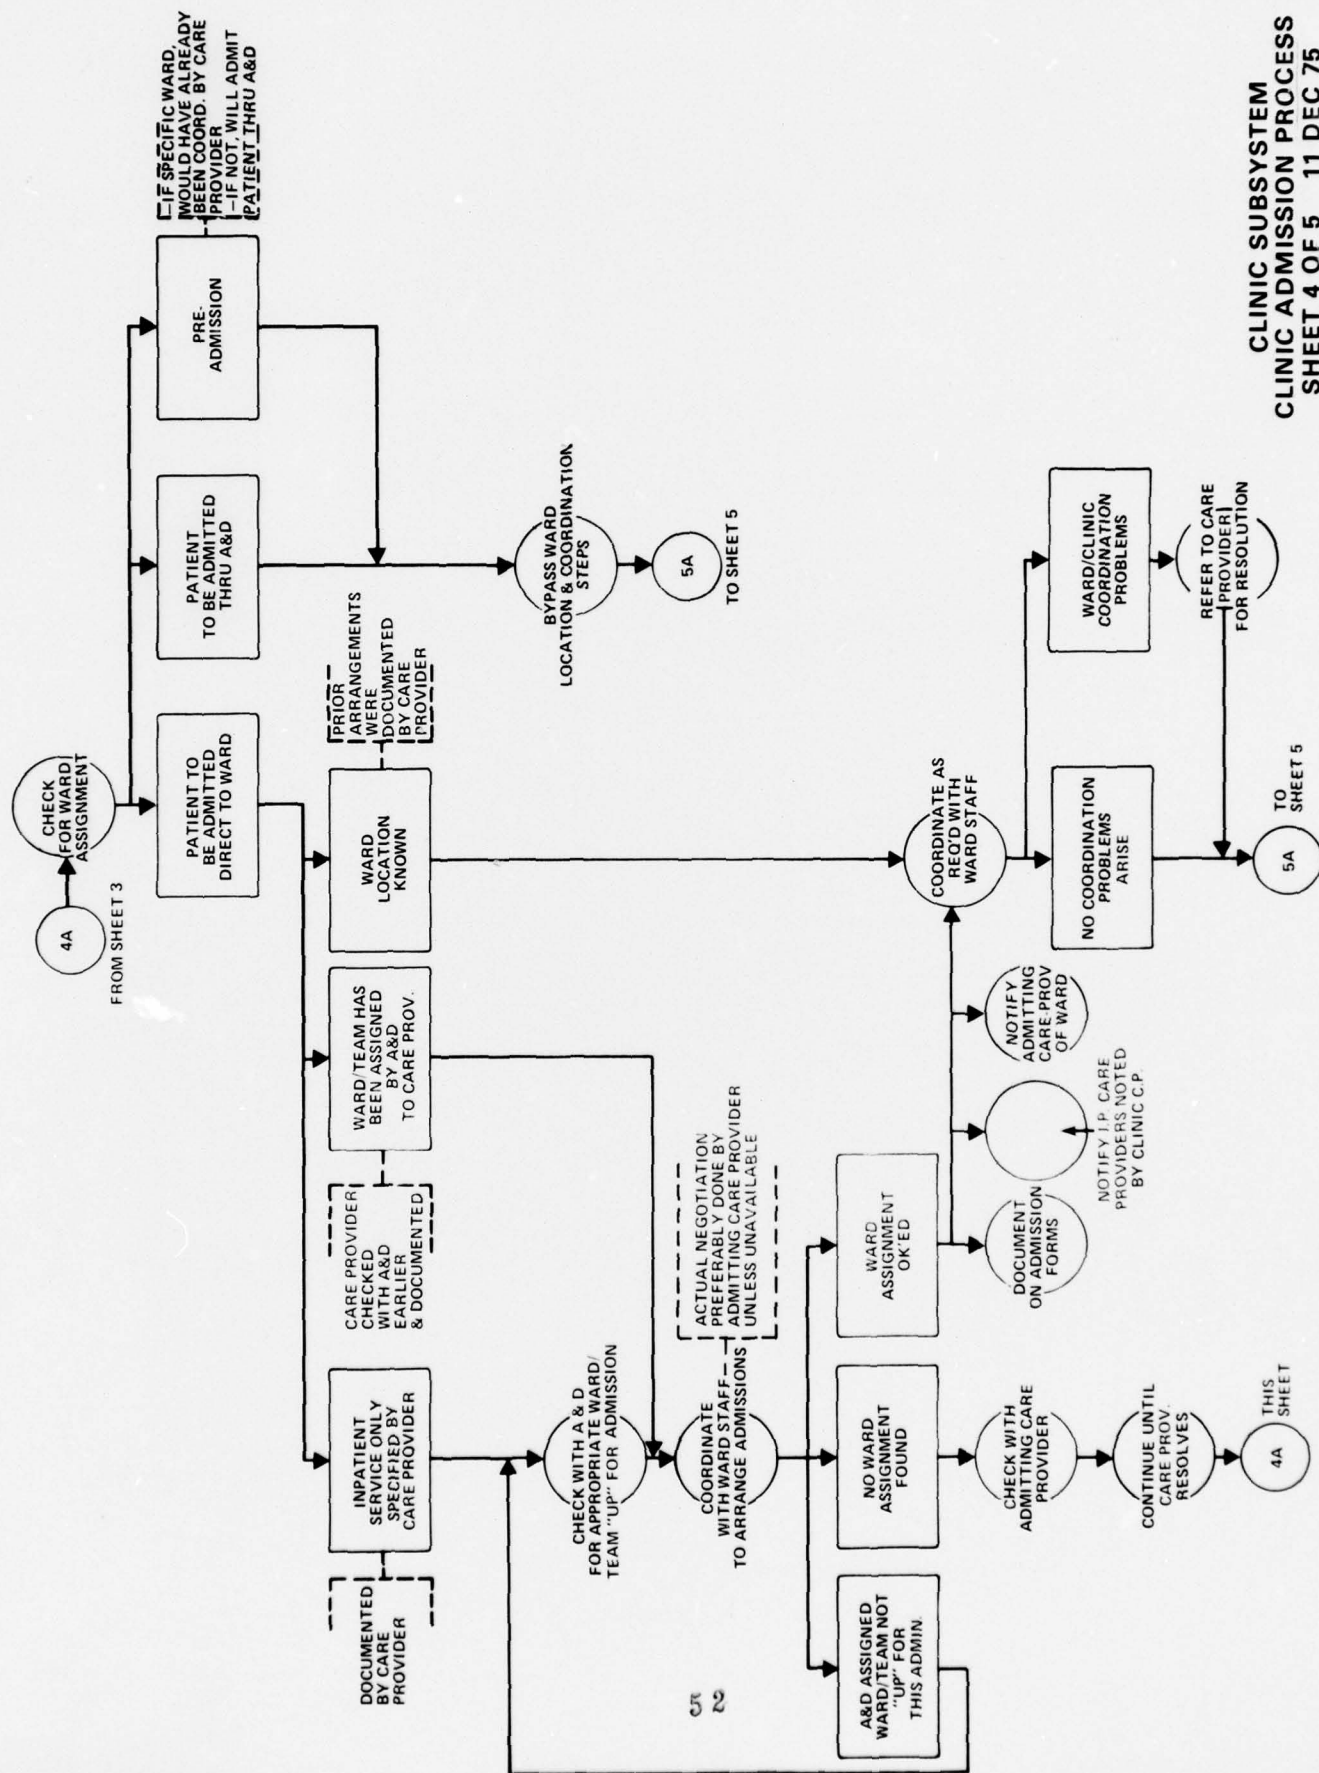 4A
FROM SHEET 3
CHECK
FOR WARD
ASSIGNMENT
PATIENT TO
BE ADMITTED
DIRECT TO WARD
PATIENT
TO BE ADMITTED
THRU A&D
PRE-
ADMISSION
–IF SPECIFIC WARD,
WOULD HAVE ALREADY
BEEN COORD. BY CARE
PROVIDER
–IF NOT, WILL ADMIT
PATIENT THRU A&D
DOCUMENTED
BY CARE
PROVIDER
INPATIENT
SERVICE ONLY
SPECIFIED BY
CARE PROVIDER
CARE PROVIDER
CHECKED
WITH A&D
EARLIER
& DOCUMENTED
WARD/TEAM HAS
BEEN ASSIGNED
BY A&D
TO CARE PROV.
WARD
LOCATION
KNOWN
PRIOR
ARRANGEMENTS
WERE
DOCUMENTED
BY CARE
PROVIDER
BYPASS WARD
LOCATION & COORDINATION
STEPS
5A
TO SHEET 5
CHECK WITH A & D
FOR APPROPRIATE WARD/
TEAM "UP" FOR ADMISSION
COORDINATE
WITH WARD STAFF
TO ARRANGE ADMISSIONS
ACTUAL NEGOTIATION
PREFERABLY DONE BY
ADMITTING CARE PROVIDER
UNLESS UNAVAILABLE
A&D ASSIGNED
WARD/TEAM NOT
"UP" FOR
THIS ADMIN.
NO WARD
ASSIGNMENT
FOUND
WARD
ASSIGNMENT
OK'ED
CHECK WITH
ADMITTING CARE
PROVIDER
CONTINUE UNTIL
CARE PROV.
RESOLVES
4A
THIS
SHEET
DOCUMENT
ON ADMISSION
FORMS
NOTIFY I.P. CARE
PROVIDERS NOTED
BY CLINIC C.P.
NOTIFY
ADMITTING
CARE-PROV
OF WARD
COORDINATE AS
REQ'D WITH
WARD STAFF
NO COORDINATION
PROBLEMS
ARISE
WARD/CLINIC
COORDINATION
PROBLEMS
REFER TO CARE
PROVIDER
FOR RESOLUTION
5A
TO
SHEET 5
CLINIC SUBSYSTEM
CLINIC ADMISSION PROCESS
SHEET 4 OF 5 11 DEC 75
52